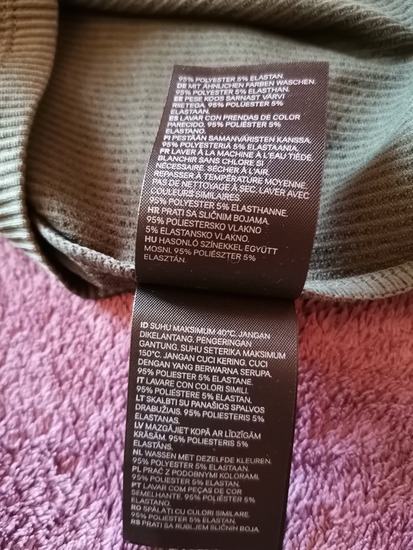 95% POLYESTER 5% ELASTAN.
DE MIT ÄHNLICHEN FARBEN WASCHEN.
95% POLYESTER 5% ELASTHAN.
EE PESE KOOS SARNAST VÄRVI
RIIETEGA. 95% POLÜESTER 5%
ELASTAAN.
ES LAVAR CON PRENDAS DE COLOR
PARECIDO. 95% POLIÉSTER 5%
ELASTANO.
FI PESTÄÄN SAMANVÄRISTEN KANSSA.
95% POLYESTERIÄ 5% ELASTAANIA.
FR LAVER À LA MACHINE À L'EAU TIÈDE.
BLANCHIR SANS CHLORE SI
NÉCESSAIRE. SÉCHER À L'AIR.
REPASSER À TEMPÉRATURE MOYENNE.
PAS DE NETTOYAGE À SEC. LAVER AVEC
COULEURS SIMILAIRES.
95% POLYESTER 5% ÉLASTHANNE.
HR PRATI SA SLIČNIM BOJAMA.
95% POLIESTERSKO VLAKNO
5% ELASTANSKO VLAKNO.
HU HASONLÓ SZÍNEKKEL EGYÜTT
MOSNI. 95% POLIÉSZTER 5%
ELASZTÁN.
ID SUHU MAKSIMUM 40°C. JANGAN
DIKELANTANG. PENGERINGAN
GANTUNG. SUHU SETERIKA MAKSIMUM
150°C. JANGAN CUCI KERING. CUCI
DENGAN YANG BERWARNA SERUPA.
95% POLIESTER 5% ELASTANE.
IT LAVARE CON COLORI SIMILI.
95% POLIESTERE 5% ELASTAN.
LT SKALBTI SU PANAŠIOS SPALVOS
DRABUŽIAIS. 95% POLIESTERIS 5%
ELASTANAS.
LV MAZGĀJIET KOPĀ AR LĪDZĪGĀM
KRĀSĀM. 95% POLIESTERIS 5%
ELASTĀNS.
NL WASSEN MET DEZELFDE KLEUREN.
95% POLYESTER 5% ELASTAAN.
PL PRAĆ Z PODOBNYMI KOLORAMI.
95% POLIESTER 5% ELASTAN.
PT LAVAR COM PEÇAS DE COR
SEMELHANTE. 95% POLIÉSTER 5%
ELASTANO.
RO SPĂLAȚI CU CULORI SIMILARE.
95% POLIESTER 5% ELASTAN.
RS PRATI SA RUBLJEM SLIČNIH BOJA